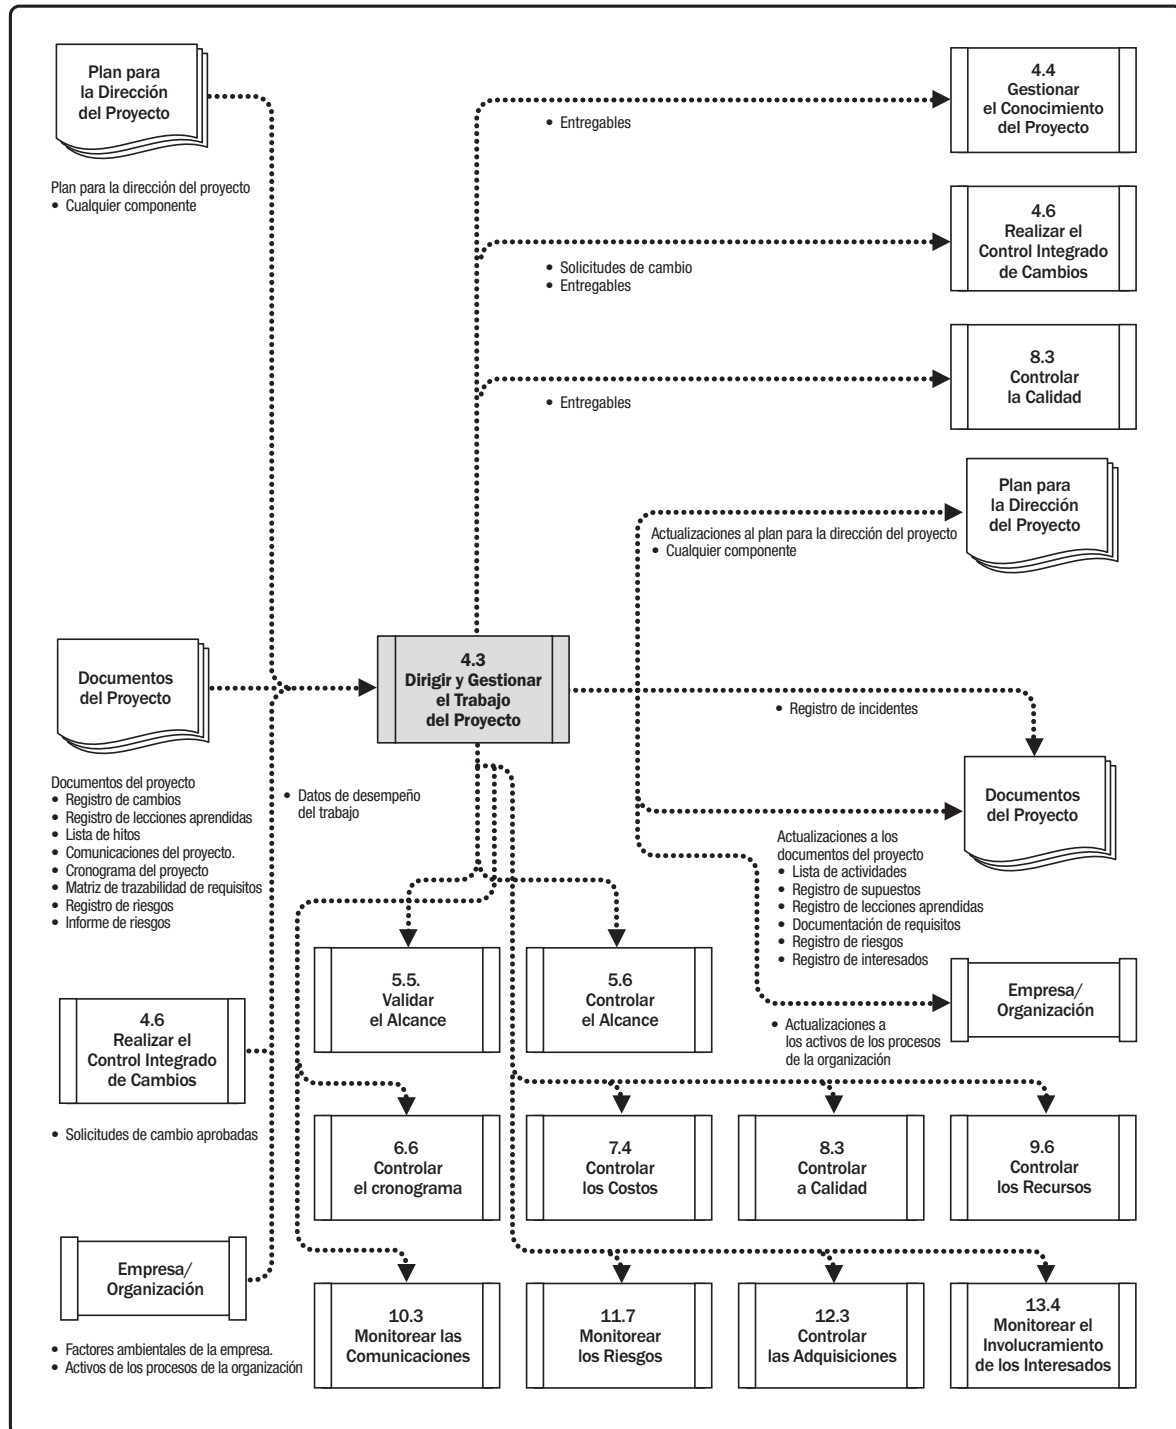 Plan para
la Dirección
del Proyecto
Plan para la dirección del proyecto
• Cualquier componente
4.4
Gestionar
el Conocimiento
del Proyecto
• Entregables
4.6
Realizar el
Control Integrado
de Cambios
• Solicitudes de cambio
• Entregables
8.3
Controlar
la Calidad
• Entregables
Plan para
la Dirección
del Proyecto
Actualizaciones al plan para la dirección del proyecto
• Cualquier componente
Documentos
del Proyecto
4.3
Dirigir y Gestionar
el Trabajo
del Proyecto
• Registro de incidentes
Documentos del proyecto
• Registro de cambios
• Registro de lecciones aprendidas
• Lista de hitos
• Comunicaciones del proyecto.
• Cronograma del proyecto
• Matriz de trazabilidad de requisitos
• Registro de riesgos
• Informe de riesgos
• Datos de desempeño
del trabajo
Documentos
del Proyecto
Actualizaciones a los
documentos del proyecto
• Lista de actividades
• Registro de supuestos
• Registro de lecciones aprendidas
• Documentación de requisitos
• Registro de riesgos
• Registro de interesados
5.5.
Validar
el Alcance
5.6
Controlar
el Alcance
Empresa/
Organización
• Actualizaciones a
los activos de los procesos
de la organización
4.6
Realizar el
Control Integrado
de Cambios
• Solicitudes de cambio aprobadas
6.6
Controlar
el cronograma
7.4
Controlar
los Costos
8.3
Controlar
a Calidad
9.6
Controlar
los Recursos
Empresa/
Organización
• Factores ambientales de la empresa.
• Activos de los procesos de la organización
10.3
Monitorear las
Comunicaciones
11.7
Monitorear
los Riesgos
12.3
Controlar
las Adquisiciones
13.4
Monitorear el
Involucramiento
de los Interesados